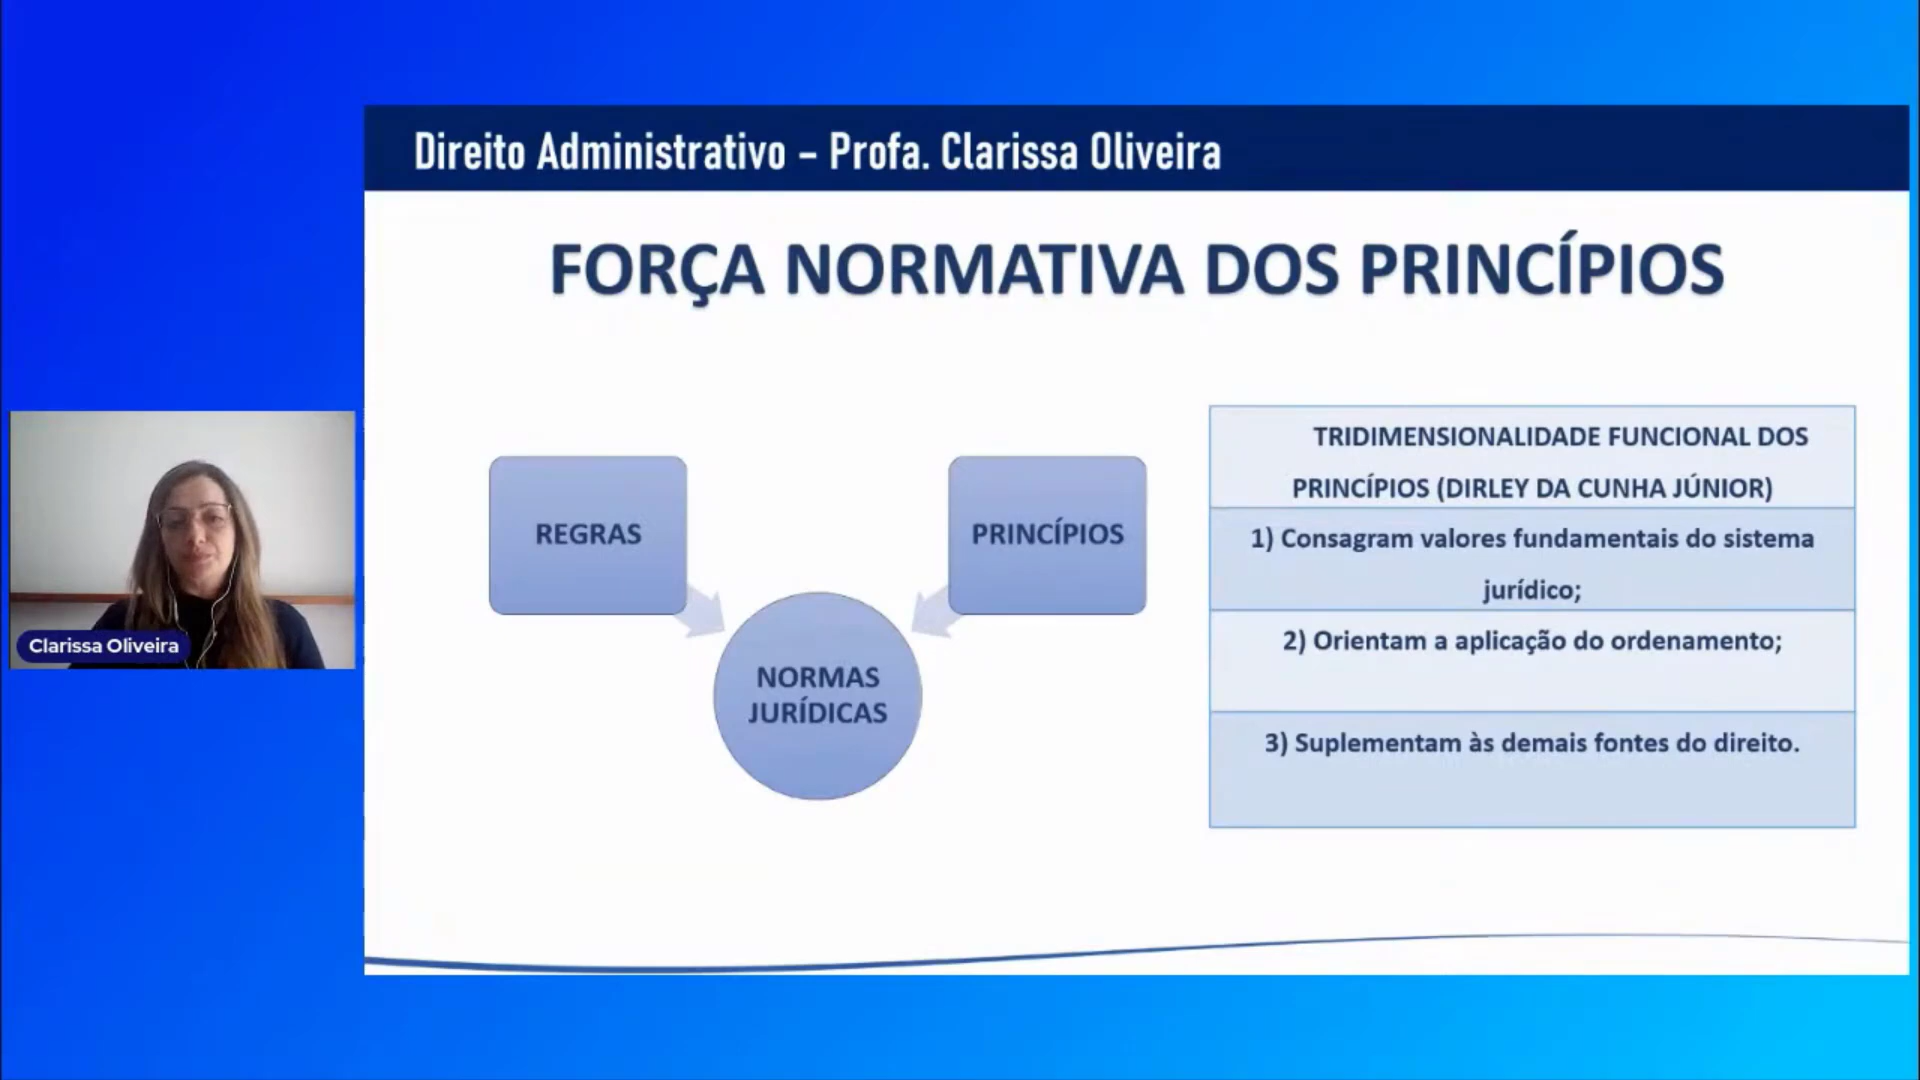 Direito Administrativo – Profa. Clarissa Oliveira
FORÇA NORMATIVA DOS PRINCÍPIOS
REGRAS
PRINCÍPIOS
NORMAS
JURÍDICAS
TRIDIMENSIONALIDADE FUNCIONAL DOS
PRINCÍPIOS (DIRLEY DA CUNHA JÚNIOR)
1) Consagram valores fundamentais do sistema
jurídico;
2) Orientam a aplicação do ordenamento;
3) Suplementam às demais fontes do direito.
Clarissa Oliveira